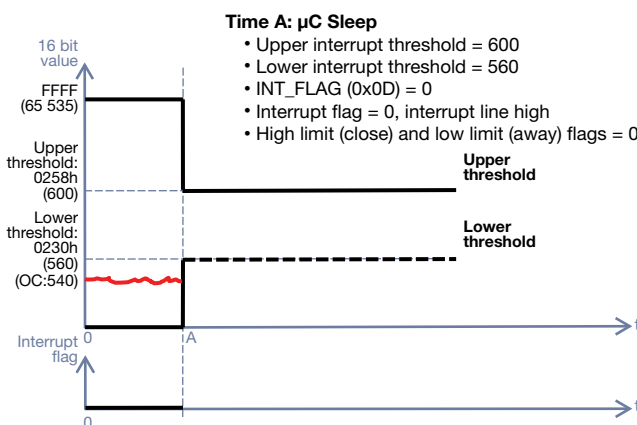 Time A: μC Sleep
• Upper interrupt threshold = 600
• Lower interrupt threshold = 560
• INT_FLAG (0x0D) = 0
• Interrupt flag = 0, interrupt line high
• High limit (close) and low limit (away) flags = 0
16 bit
value
FFFF
(65 535)
Upper
threshold:
0258h
(600)
Lower
threshold:
0230h
(560)
(OC:540)
Upper
threshold
Lower
threshold
0
A
t
Interrupt
flag
0
t